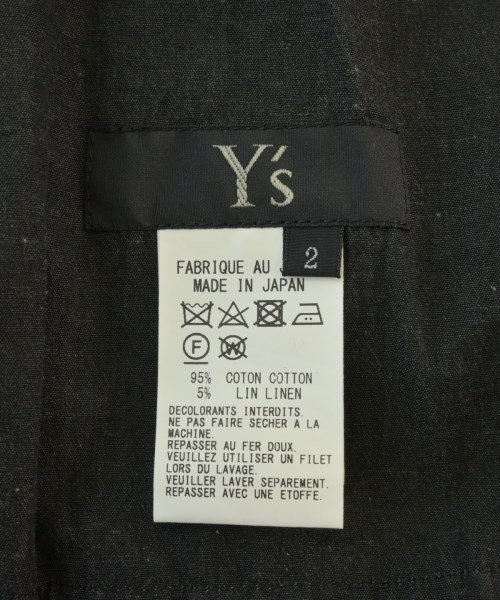 Y's
2
FABRIQUE AU J
MADE IN JAPAN
F W
95% COTON COTTON
5% LIN LINEN
DECOLORANTS INTERDITS.
NE PAS FAIRE SECHER A LA
MACHINE.
REPASSER AU FER DOUX.
VEUILLEZ UTILISER UN FILET
LORS DU LAVAGE.
VEUILLER LAVER SEPAREMENT.
REPASSER AVEC UNE ETOFFE.